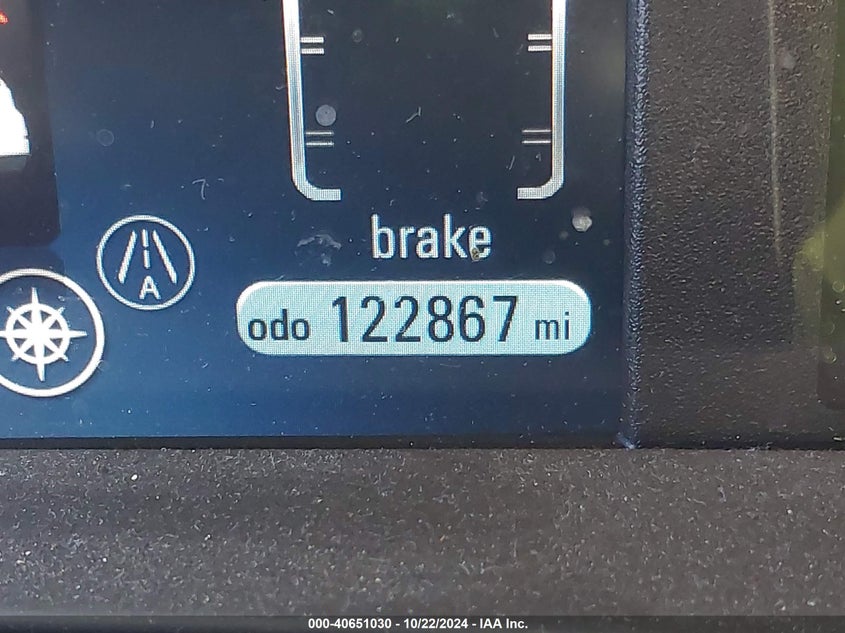 A
brake
odo 122867 mi
000-40651030 - 10/22/2024 - IAA Inc.